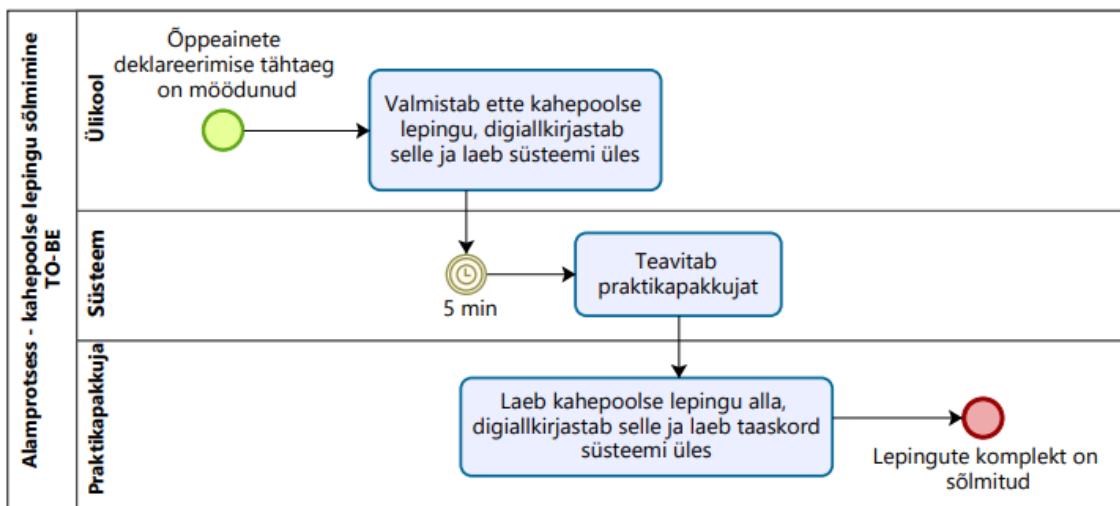 Alamprotsess - kahepoolse lepingu sõlmimine
TO-BE
Ülikool
Õppeainete
deklareerimise tähtaeg
on möödunud
Valmistab ette kahepoolse
lepingu, digiallkirjastab
selle ja laeb süsteemi üles
Süsteem
5 min
Teavitab
praktikapakkujat
Praktikapakkuja
Laeb kahepoolse lepingu alla,
digiallkirjastab selle ja laeb taaskord
süsteemi üles
Lepingute komplekt on
sõlmitud